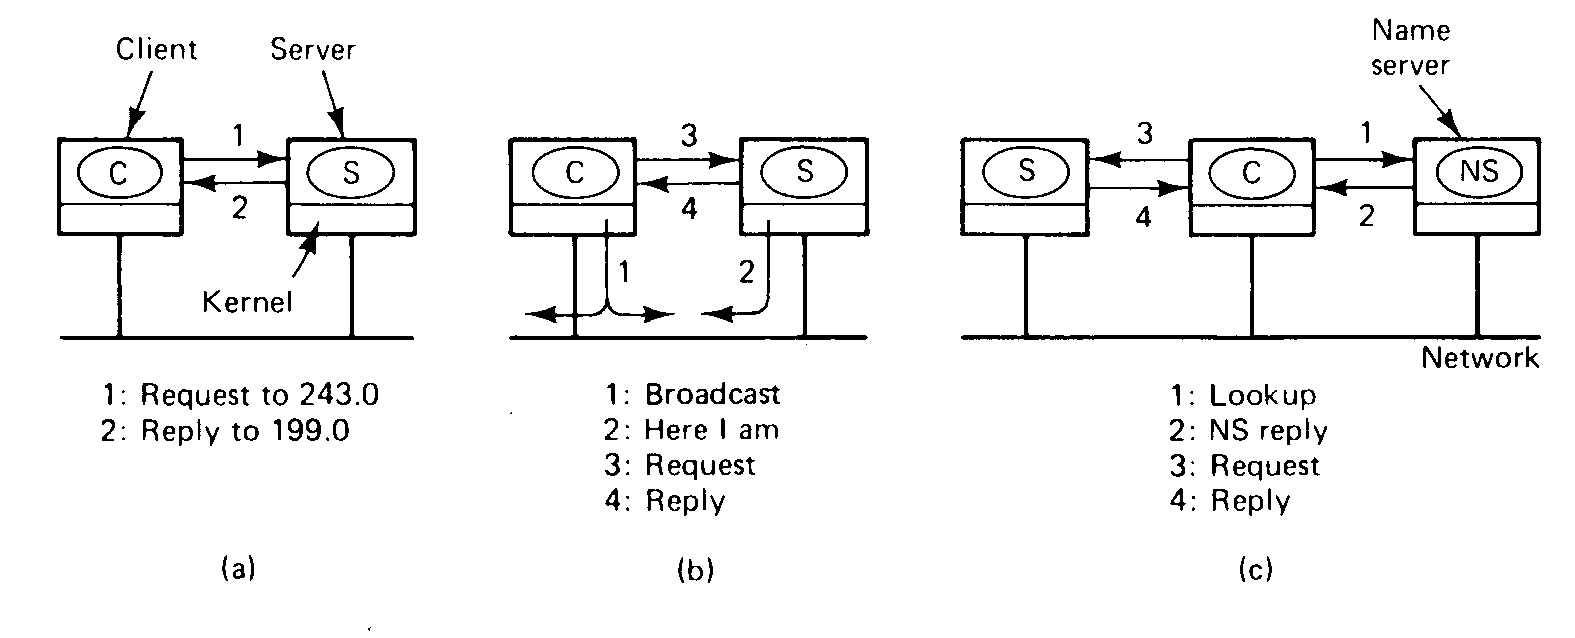 Client
Server
C
1
2
S
Kernel
1: Request to 243.0
2: Reply to 199.0
(a)
C
3
4
S
1
2
1: Broadcast
2: Here I am
3: Request
4: Reply
(b)
Name
server
S
3
4
C
1
2
NS
Network
1: Lookup
2: NS reply
3: Request
4: Reply
(c)